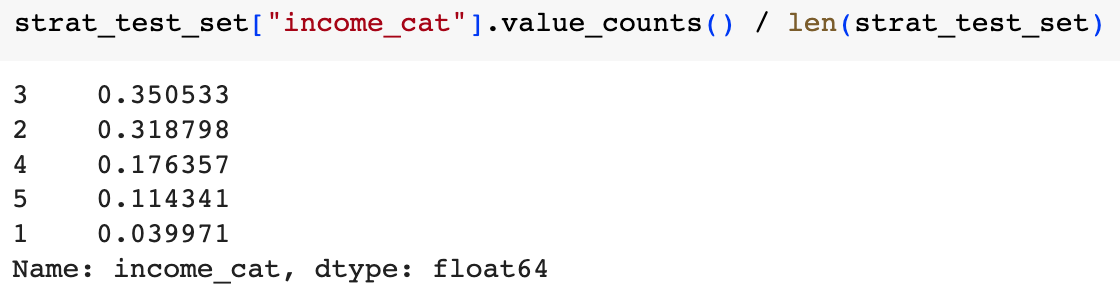 strat_test_set["income_cat"].value_counts() / len(strat_test_set)
3    0.350533
2    0.318798
4    0.176357
5    0.114341
1    0.039971
Name: income_cat, dtype: float64